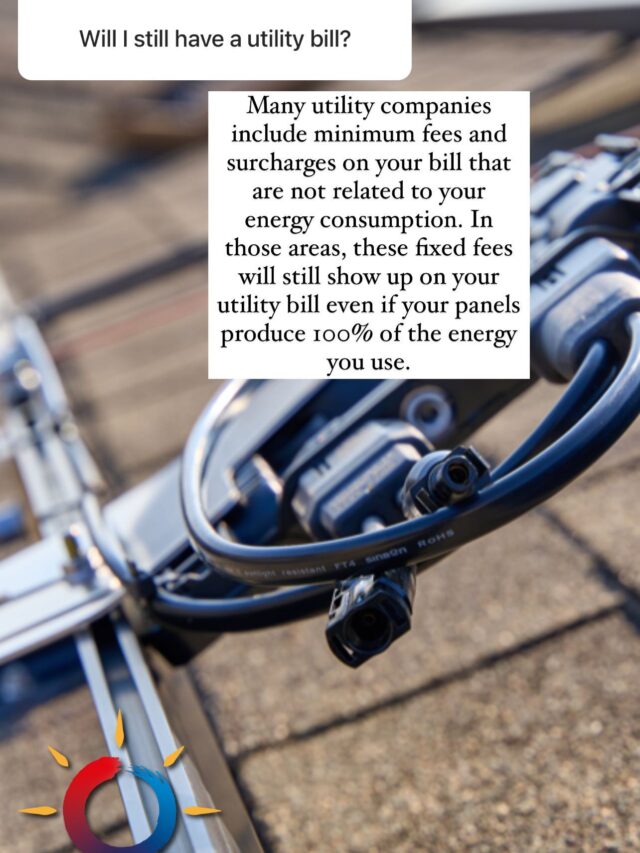 Will I still have a utility bill?
Many utility companies
include minimum fees and
surcharges on your bill that
are not related to your
energy consumption. In
those areas, these fixed fees
will still show up on your
utility bill even if your panels
produce 100% of the energy
you use.
resistant FT4 ROHS